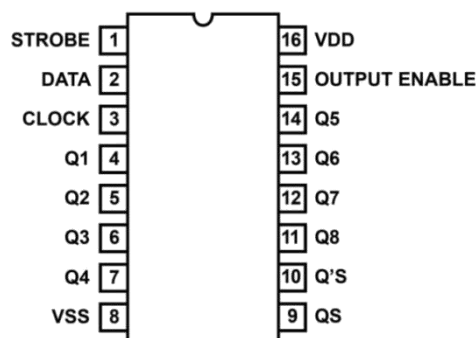 STROBE 1 16 VDD
DATA 2 15 OUTPUT ENABLE
CLOCK 3 14 Q5
Q1 4 13 Q6
Q2 5 12 Q7
Q3 6 11 Q8
Q4 7 10 Q'S
VSS 8 9 QS